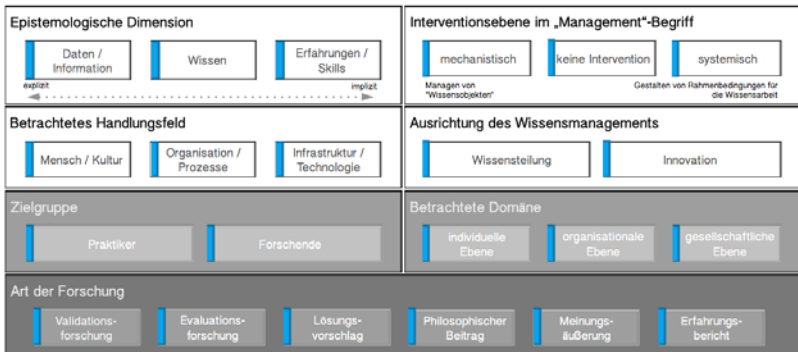 Epistemologische Dimension
Daten /
Information
Wissen
Erfahrungen /
Skills
explizit
implizit
Interventionsebene im „Management“-Begriff
mechanistisch
keine Intervention
systemisch
Managen von
"Wissensobjekten"
Gestalten von Rahmenbedingungen für
die Wissensarbeit
Betrachtetes Handlungsfeld
Mensch / Kultur
Organisation /
Prozesse
Infrastruktur /
Technologie
Ausrichtung des Wissensmanagements
Wissensteilung
Innovation
Zielgruppe
Praktiker
Forschende
Betrachtete Domäne
individuelle
Ebene
organisationale
Ebene
gesellschaftliche
Ebene
Art der Forschung
Validations-
forschung
Evaluations-
forschung
Lösungs-
vorschlag
Philosophischer
Beitrag
Meinungs-
äußerung
Erfahrungs-
bericht